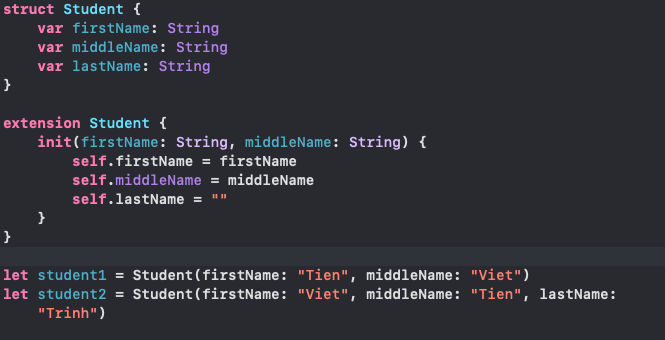 struct Student {
    var firstName: String
    var middleName: String
    var lastName: String
}

extension Student {
    init(firstName: String, middleName: String) {
        self.firstName = firstName
        self.middleName = middleName
        self.lastName = ""
    }
}

let student1 = Student(firstName: "Tien", middleName: "Viet")
let student2 = Student(firstName: "Viet", middleName: "Tien", lastName:
    "Trinh")